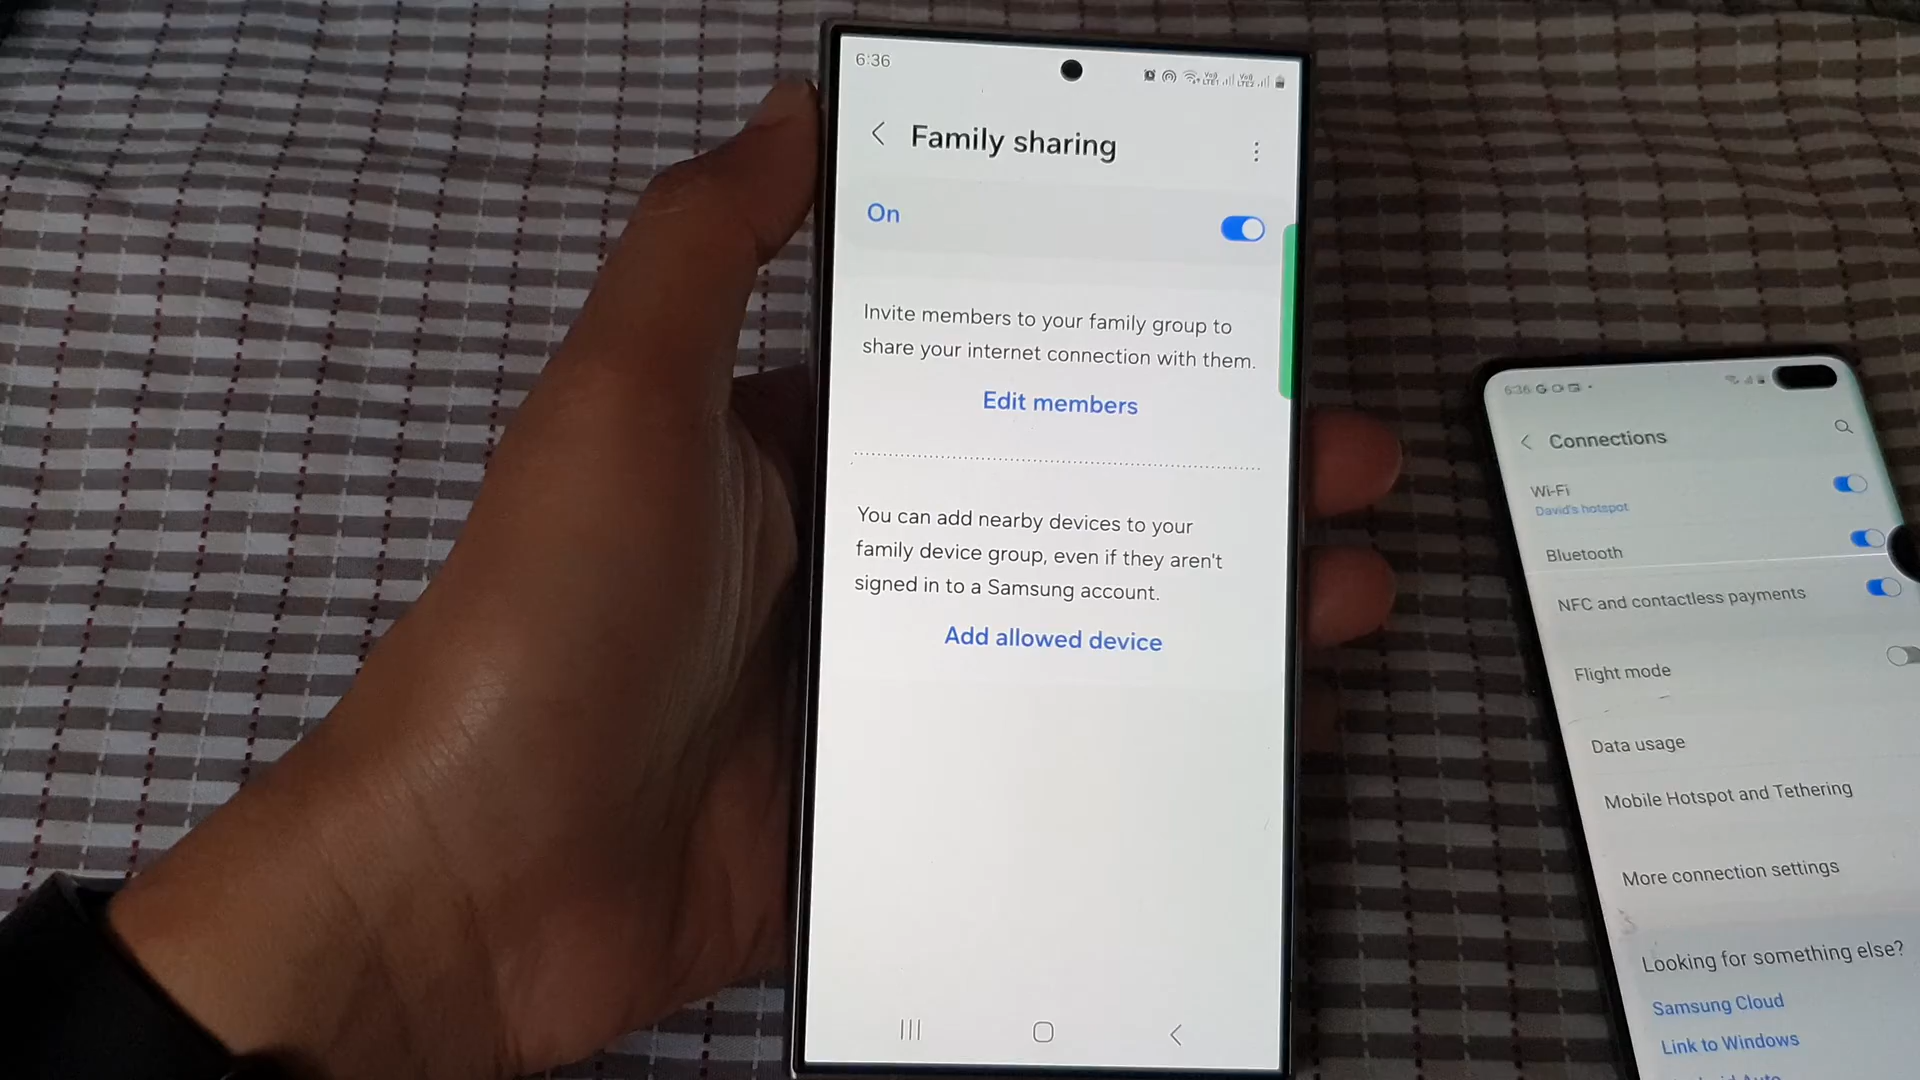 6:36
Family sharing
On
Invite members to your family group to
share your internet connection with them.
Edit members
You can add nearby devices to your
family device group, even if they aren't
signed in to a Samsung account.
Add allowed device
6:36
Connections
Wi-Fi
David's hotspot
Bluetooth
NFC and contactless payments
Flight mode
Data usage
Mobile Hotspot and Tethering
More connection settings
Looking for something else?
Samsung Cloud
Link to Windows